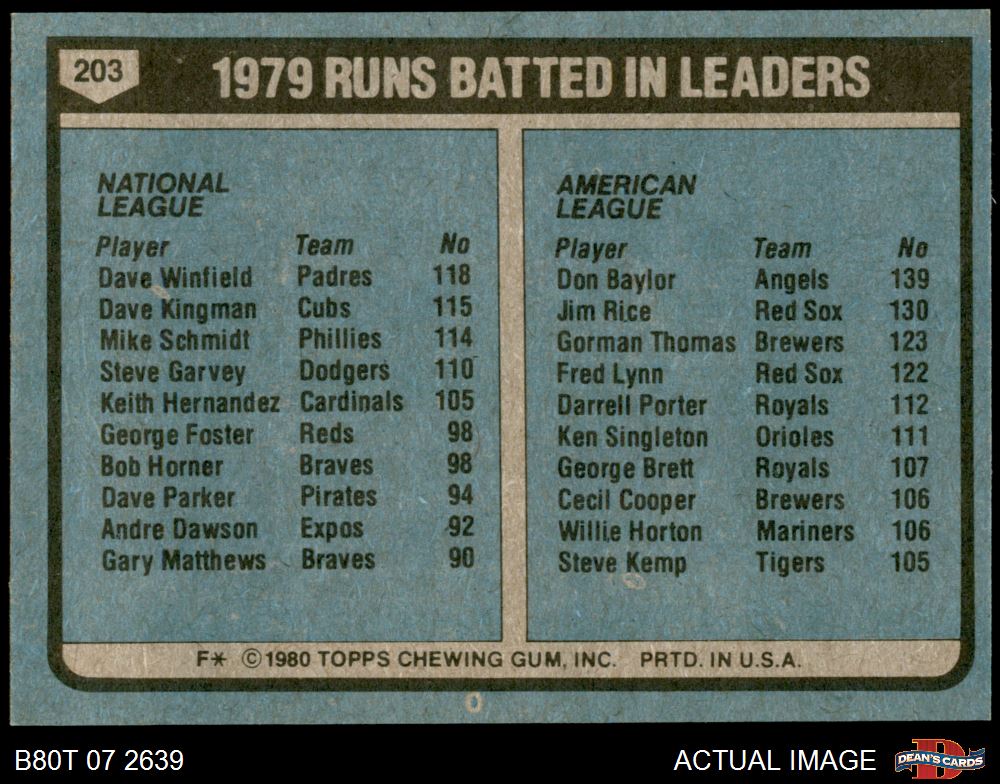 203
1979 RUNS BATTED IN LEADERS
NATIONAL
LEAGUE
Player Team No
Dave Winfield Padres 118
Dave Kingman Cubs 115
Mike Schmidt Phillies 114
Steve Garvey Dodgers 110
Keith Hernandez Cardinals 105
George Foster Reds 98
Bob Horner Braves 98
Dave Parker Pirates 94
Andre Dawson Expos 92
Gary Matthews Braves 90
AMERICAN
LEAGUE
Player Team No
Don Baylor Angels 139
Jim Rice Red Sox 130
Gorman Thomas Brewers 123
Fred Lynn Red Sox 122
Darrell Porter Royals 112
Ken Singleton Orioles 111
George Brett Royals 107
Cecil Cooper Brewers 106
Willie Horton Mariners 106
Steve Kemp Tigers 105
F* © 1980 TOPPS CHEWING GUM, INC. PRTD. IN U.S.A.
B80T 07 2639
ACTUAL IMAGE
D
DEAN'S CARDS